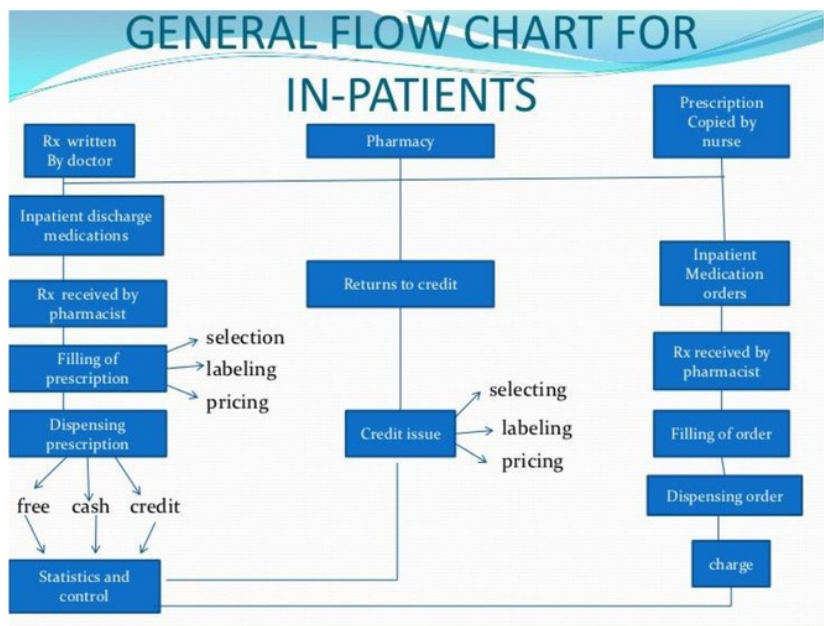 GENERAL FLOW CHART FOR
IN-PATIENTS
Rx written
By doctor
Pharmacy
Prescription
Copied by
nurse
Inpatient discharge
medications
Rx received by
pharmacist
Filling of
prescription
selection
labeling
pricing
Dispensing
prescription
free
cash
credit
Statistics and
control
Returns to credit
Credit issue
selecting
labeling
pricing
Inpatient
Medication
orders
Rx received by
pharmacist
Filling of order
Dispensing order
charge